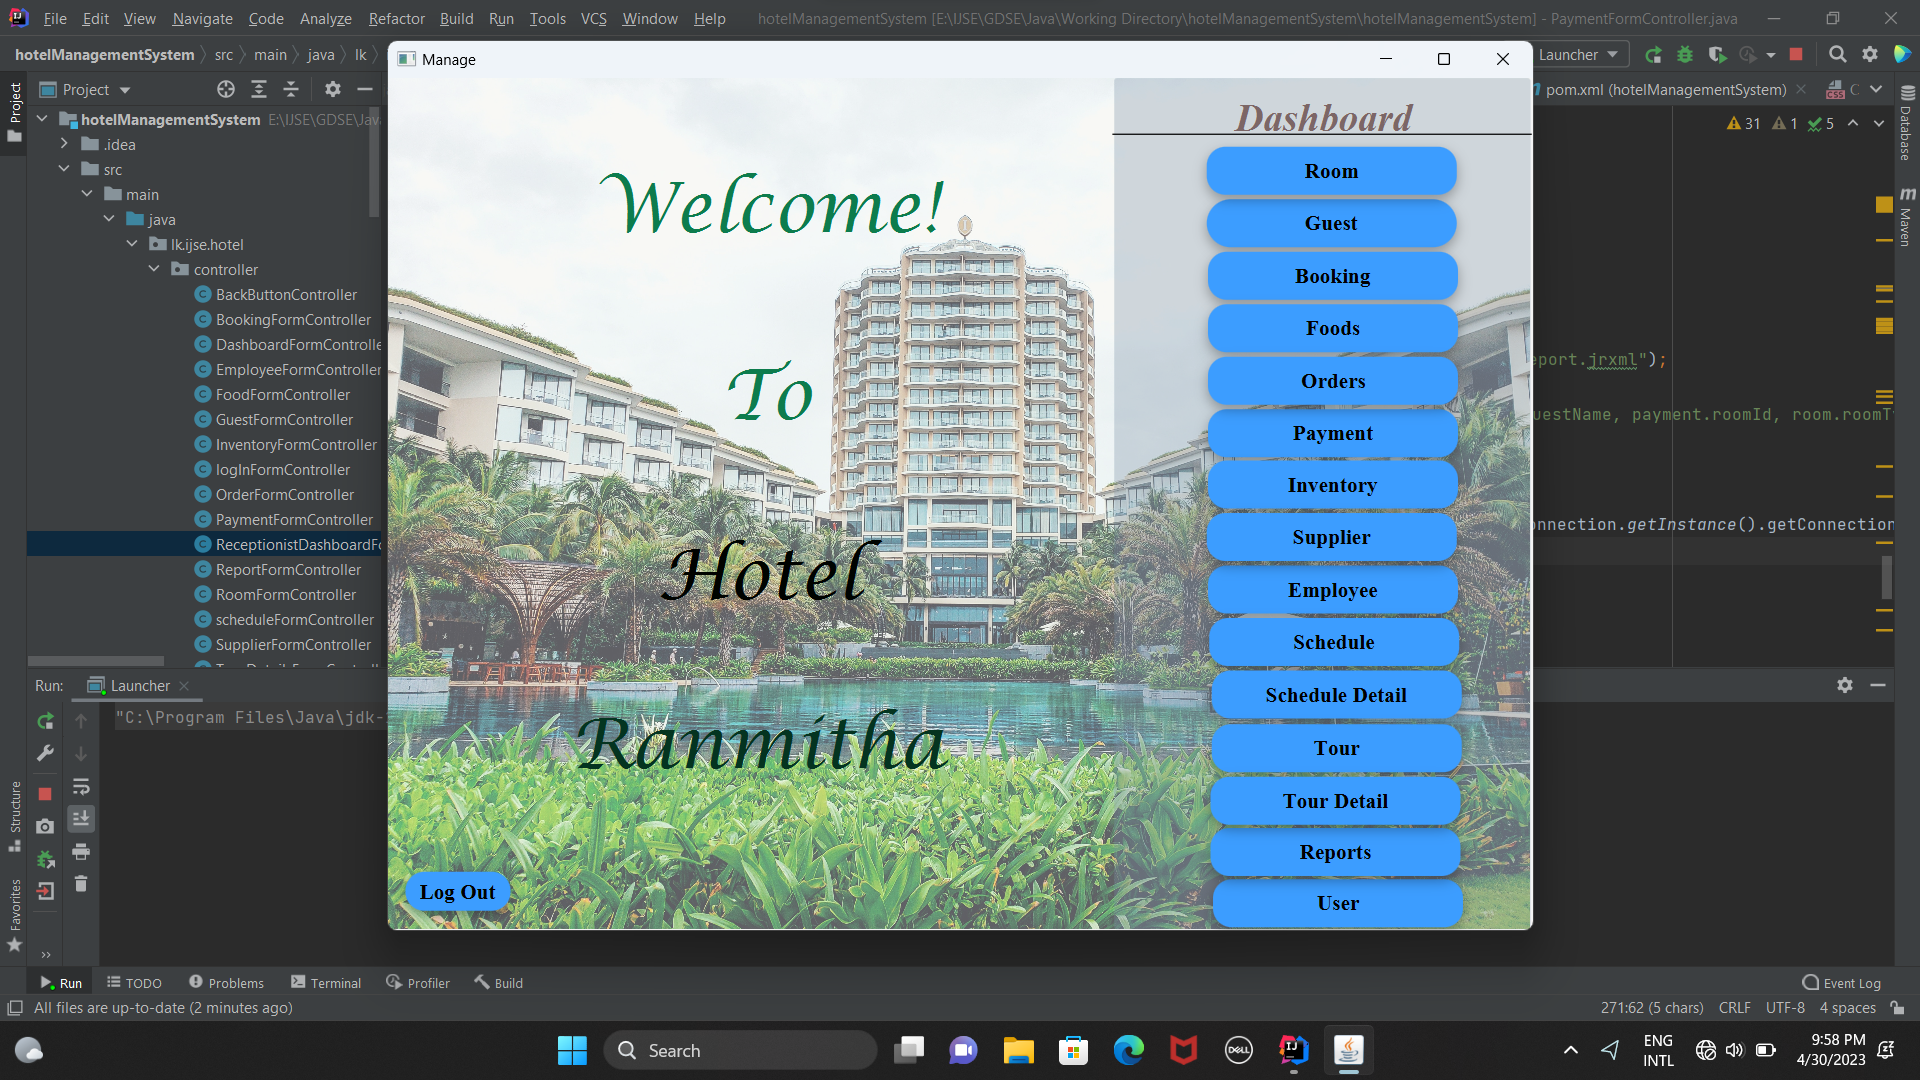 File Edit View Navigate Code Analyze Refactor Build Run Tools VCS Window Help hotelManagementSystem [E:\IJSE\GDSE\Java\Working Directory\hotelManagementSystem\hotelManagementSystem] - PaymentFormController.java
hotelManagementSystem src main java lk
Launcher
Project
pom.xml (hotelManagementSystem)
31 1 5
hotelManagementSystem E:\IJSE\GDSE\Jav
.idea
src
main
java
lk.ijse.hotel
controller
BackButtonController
BookingFormController
DashboardFormControlle
EmployeeFormController
FoodFormController
GuestFormController
InventoryFormController
logInFormController
OrderFormController
PaymentFormController
ReceptionistDashboardFo
ReportFormController
RoomFormController
scheduleFormController
SupplierFormController
Project
Structure
Favorites
Database
Maven
Manage
Welcome!
To
Hotel
Ranmitha
Log Out
Dashboard
Room
Guest
Booking
Foods
Orders
Payment
Inventory
Supplier
Employee
Schedule
Schedule Detail
Tour
Tour Detail
Reports
User
eport.jrxml");
uestName, payment.roomId, room.roomT
nnection.getInstance().getConnection
Run: Launcher
"C:\Program Files\Java\jdk-
Run TODO Problems Terminal Profiler Build Event Log
All files are up-to-date (2 minutes ago) 271:62 (5 chars) CRLF UTF-8 4 spaces
Search
DELL
ENG
INTL
9:58 PM
4/30/2023